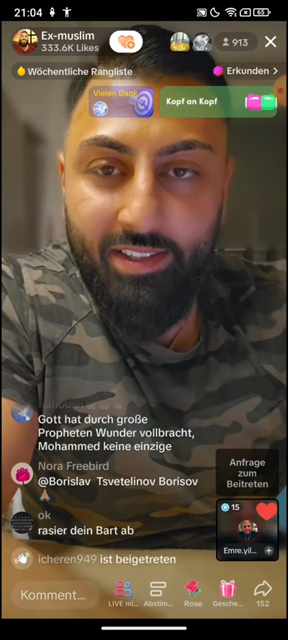 21:04
65
Ex-muslim
333.6K Likes
913
Wöchentliche Rangliste
Erkunden >
Vielen Dank
Kopf an Kopf
Gott hat durch große
Propheten Wunder vollbracht,
Mohammed keine einzige
Nora Freebird
@Borislav Tsvetelinov Borisov
ok
rasier dein Bart ab
icheren949 ist beigetreten
Anfrage
zum
Beitreten
15
Emre.yil...
Komment...
LIVE mi...
Abstim...
Rose
Gesche...
152